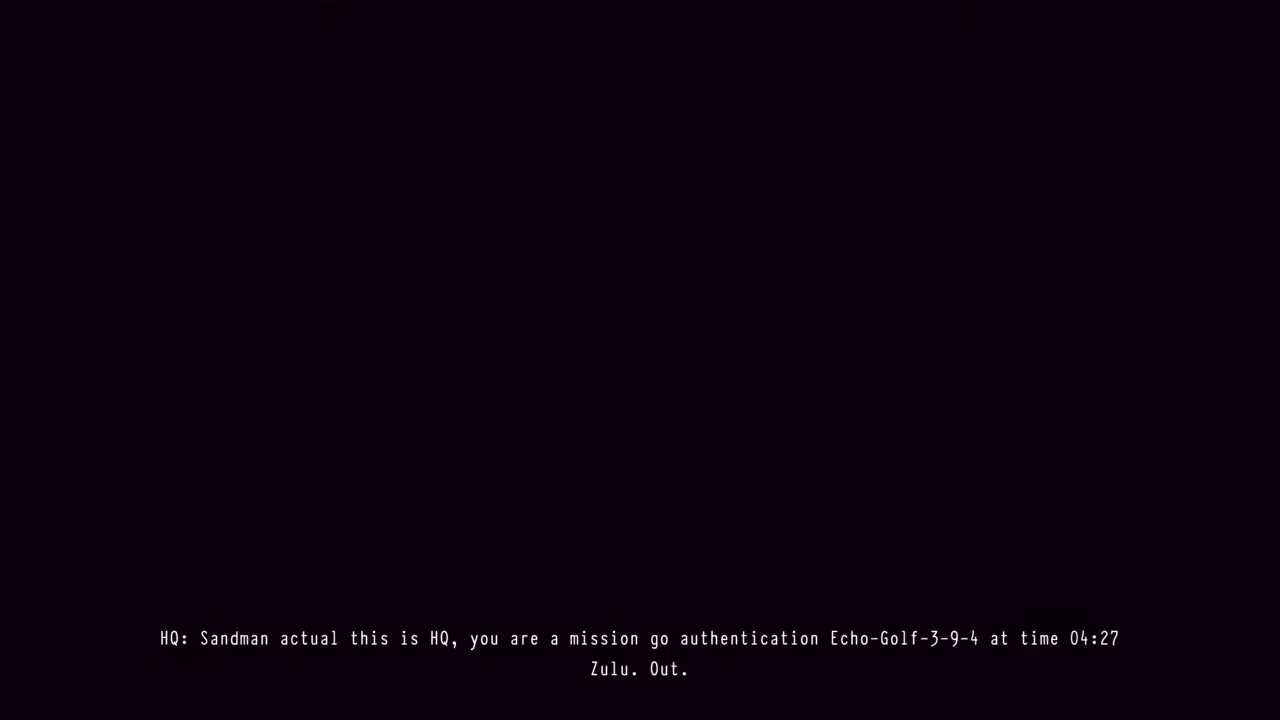 HQ: Sandman actual this is HQ, you are a mission go authentication Echo-Golf-3-9-4 at time 04:27
Zulu. Out.